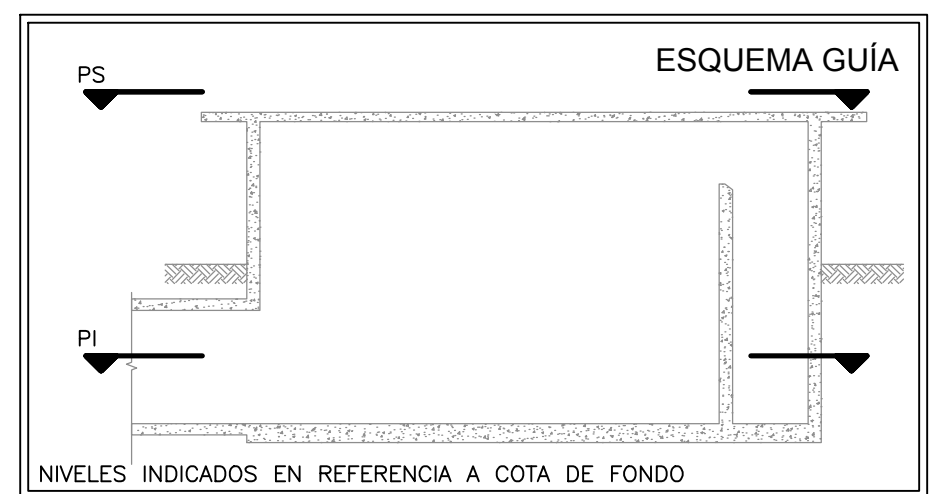 ESQUEMA GUÍA
PS
PI
NIVELES INDICADOS EN REFERENCIA A COTA DE FONDO